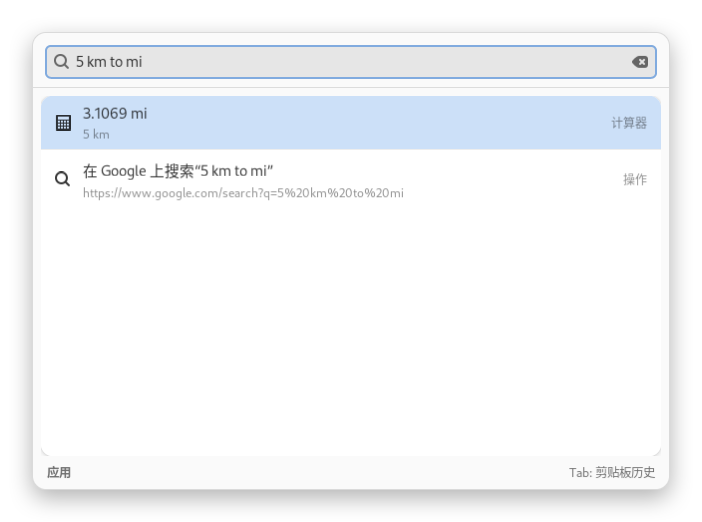 5 km to mi
3.1069 mi
5 km
计算器
在 Google 上搜索“5 km to mi”
https://www.google.com/search?q=5%20km%20to%20mi
操作
应用
Tab: 剪贴板历史